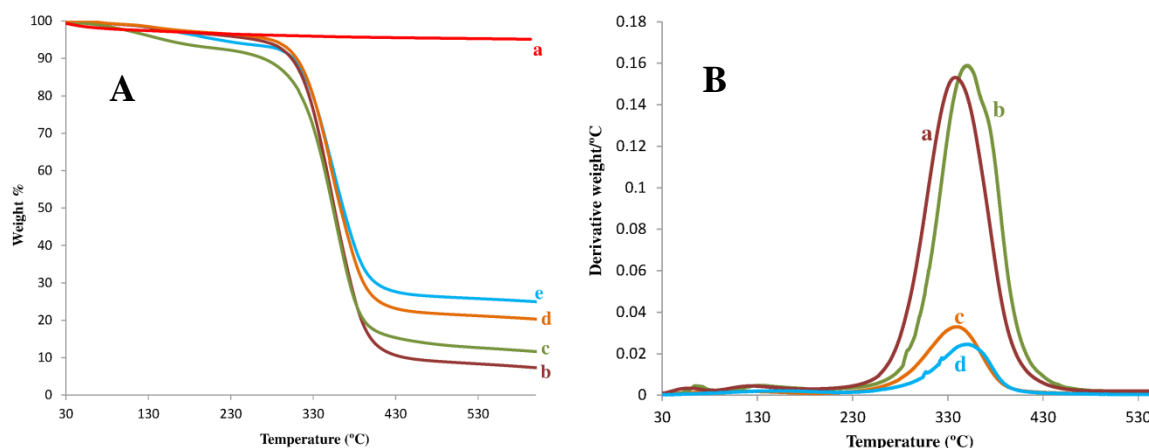 A
100
90
80
70
60
50
40
30
20
10
0
Weight %
30 130 230 330 430 530
Temperature (ºC)
a
e
d
c
b
B
0.18
0.16
0.14
0.12
0.1
0.08
0.06
0.04
0.02
0
Derivative weight/ºC
30 130 230 330 430 530
Temperature (ºC)
a
b
c
d